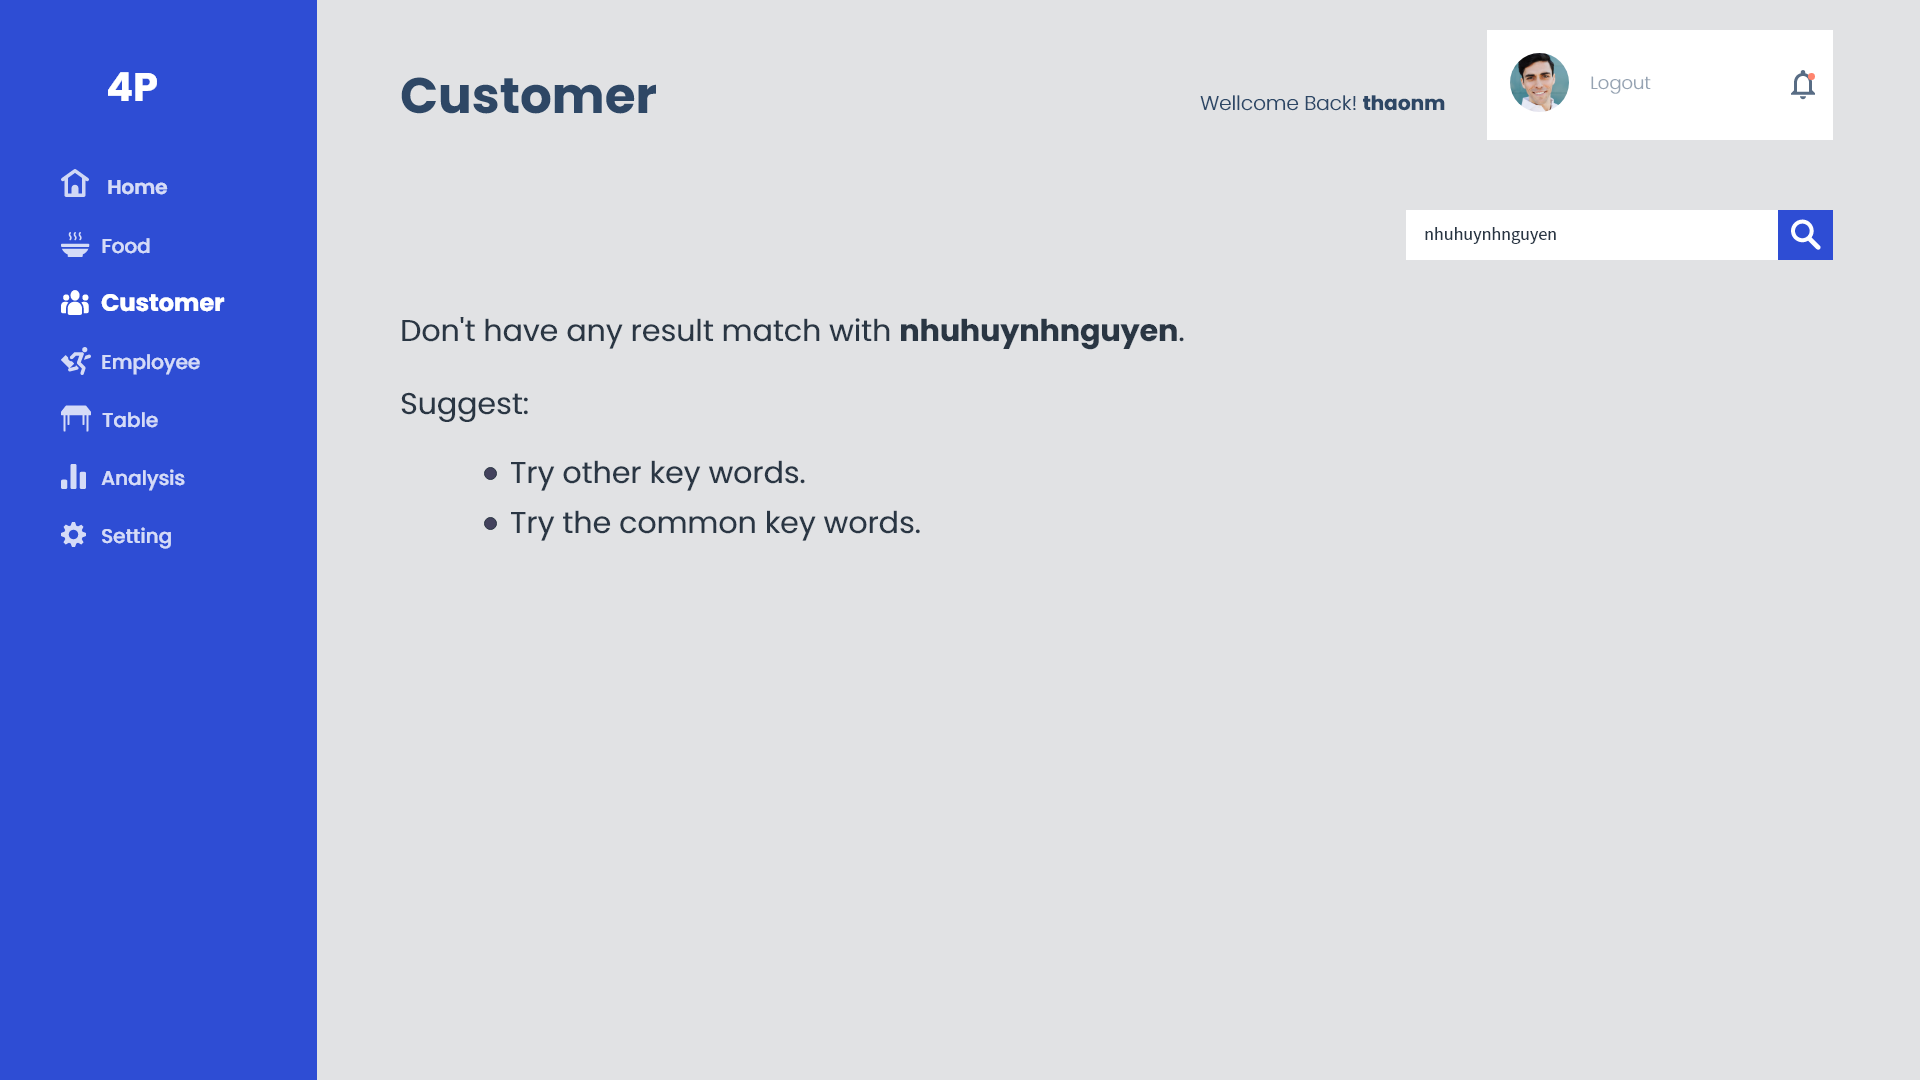 4P
Home
Food
Customer
Employee
Table
Analysis
Setting
Customer
Wellcome Back! thaonm
Logout
nhuhuynhnguyen
Don't have any result match with nhuhuynhnguyen.
Suggest:
Try other key words.
Try the common key words.